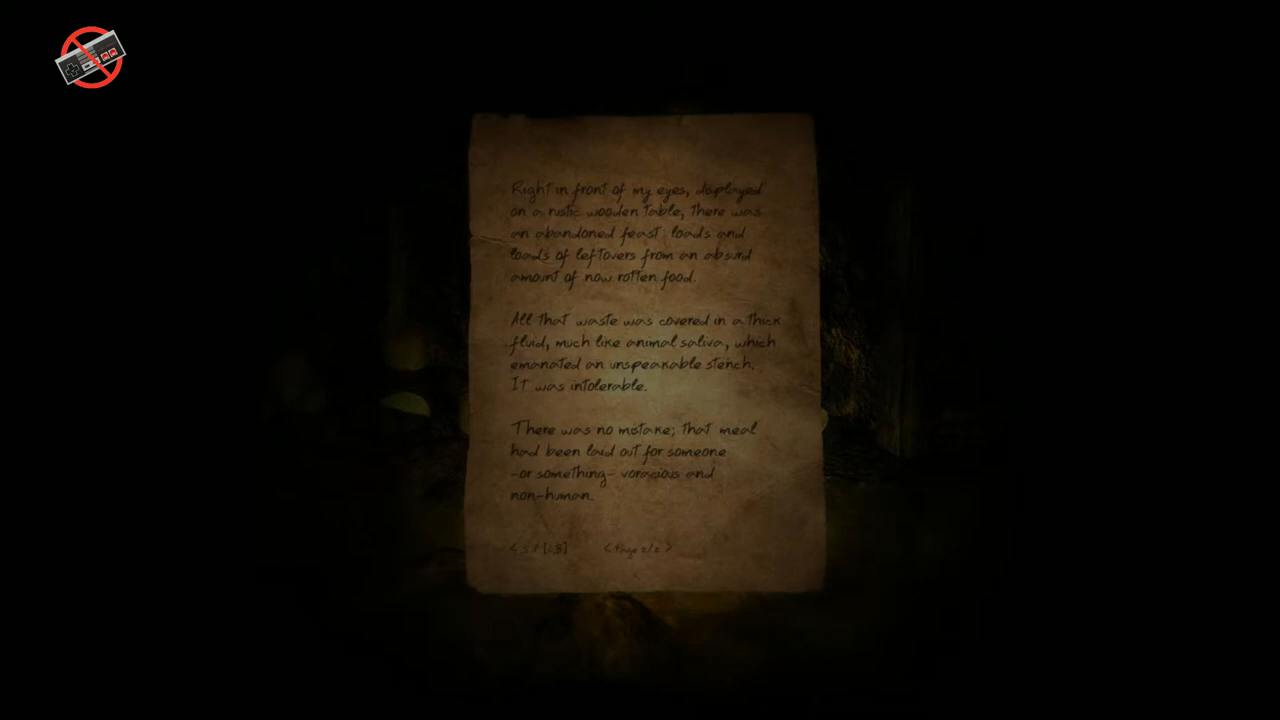 Right in front of my eyes, displayed
on a rustic wooden table, there was
an abandoned feast: loads and
loads of leftovers from an absurd
amount of now rotten food.
All that waste was covered in a thick
fluid, much like animal saliva, which
emanated an unspeakable stench.
It was intolerable.
There was no mistake; that meal
had been laid out for someone
-or something- voracious and
non-human.
<Page 2/2>